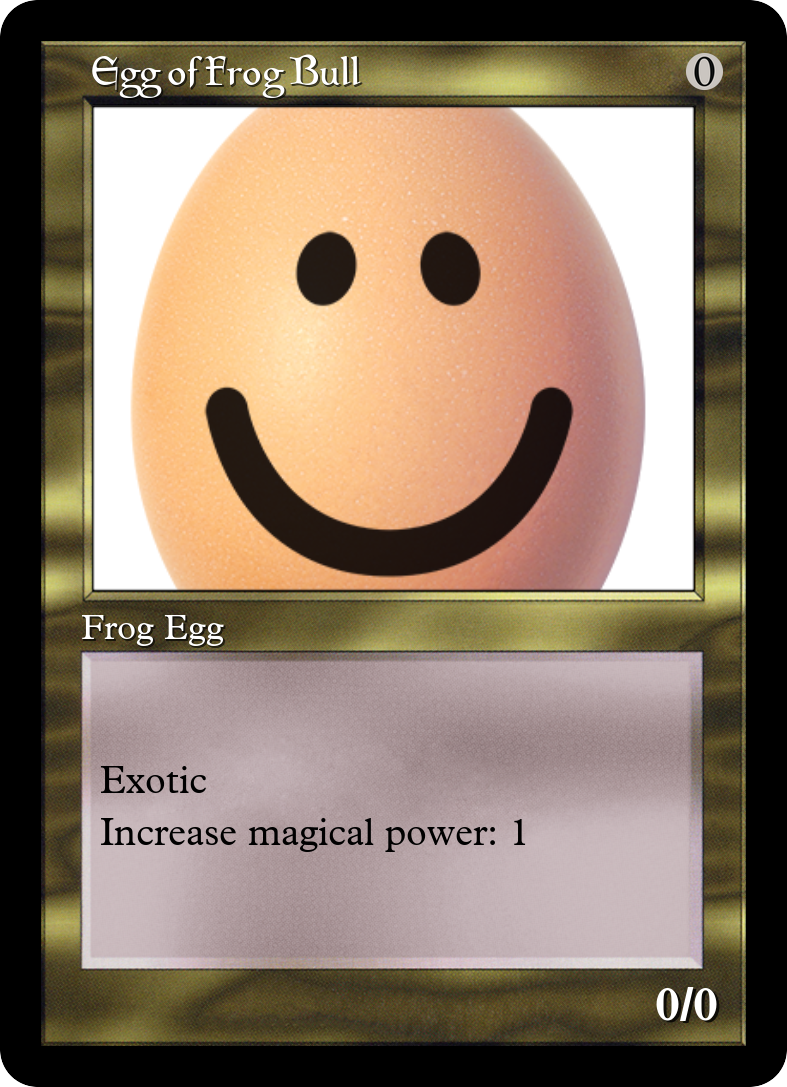 Egg of Frog Bull
0
Frog Egg
Exotic
Increase magical power: 1
0/0